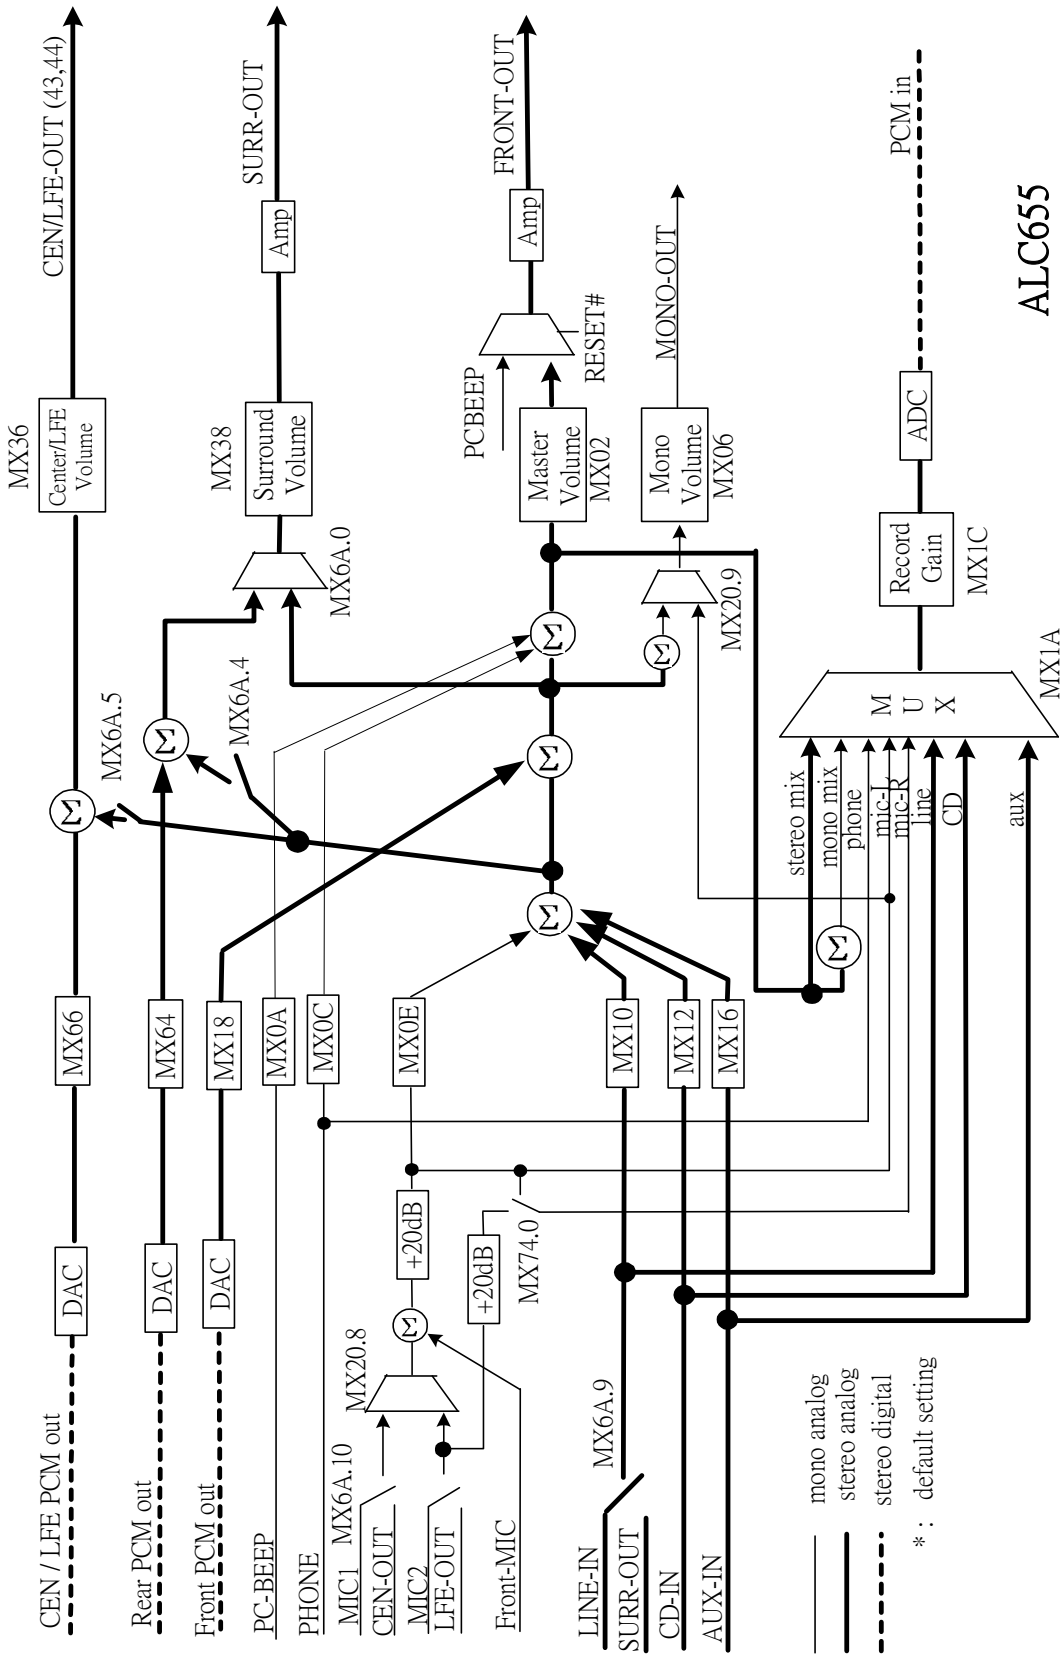 CEN / LFE PCM out
DAC
MX66
MX6A.5
MX36
Center/LFE
Volume
CEN/LFE-OUT (43,44)
Rear PCM out
DAC
MX64
Σ
Σ
MX6A.4
MX6A.0
MX38
Surround
Volume
Amp
SURR-OUT
Front PCM out
DAC
MX18
PC-BEEP
MX0A
PHONE
MX0C
MIC1
MX6A.10
CEN-OUT
MIC2
LFE-OUT
MX20.8
Σ
+20dB
MX0E
+20dB
MX74.0
Front-MIC
Σ
Σ
Σ
Master
Volume
MX02
PCBEEP
RESET#
Amp
FRONT-OUT
Σ
MX20.9
Mono
Volume
MX06
MONO-OUT
LINE-IN
MX6A.9
SURR-OUT
MX10
CD-IN
MX12
AUX-IN
MX16
stereo mix
Σ
mono mix
phone
mic-L
mic-R
line
CD
aux
M
U
X
MX1A
Record
Gain
MX1C
ADC
PCM in
mono analog
stereo analog
stereo digital
* : default setting
ALC655